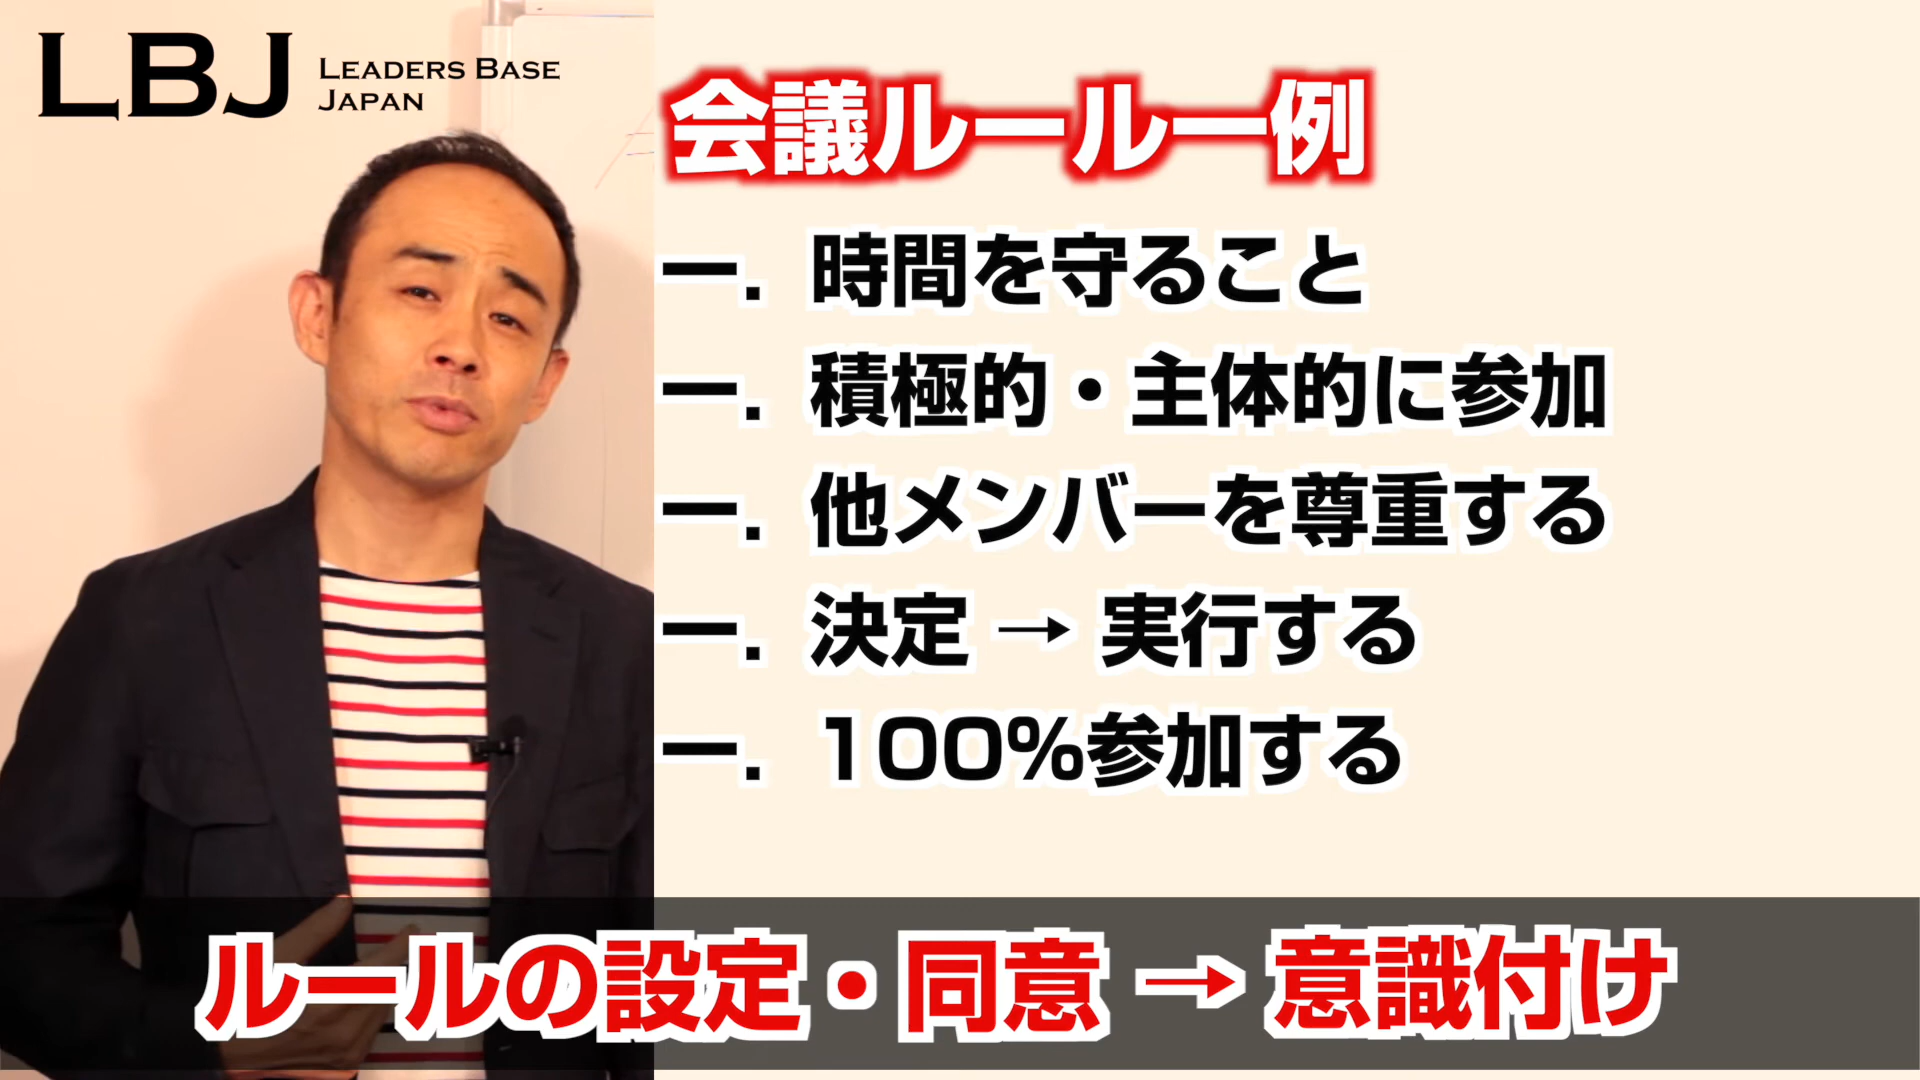 LBJ LEADERS BASE
JAPAN
会議ルール一例
一. 時間を守ること
一. 積極的・主体的に参加
一. 他メンバーを尊重する
一. 決定 → 実行する
一. 100%参加する
ルールの設定・同意 → 意識付け